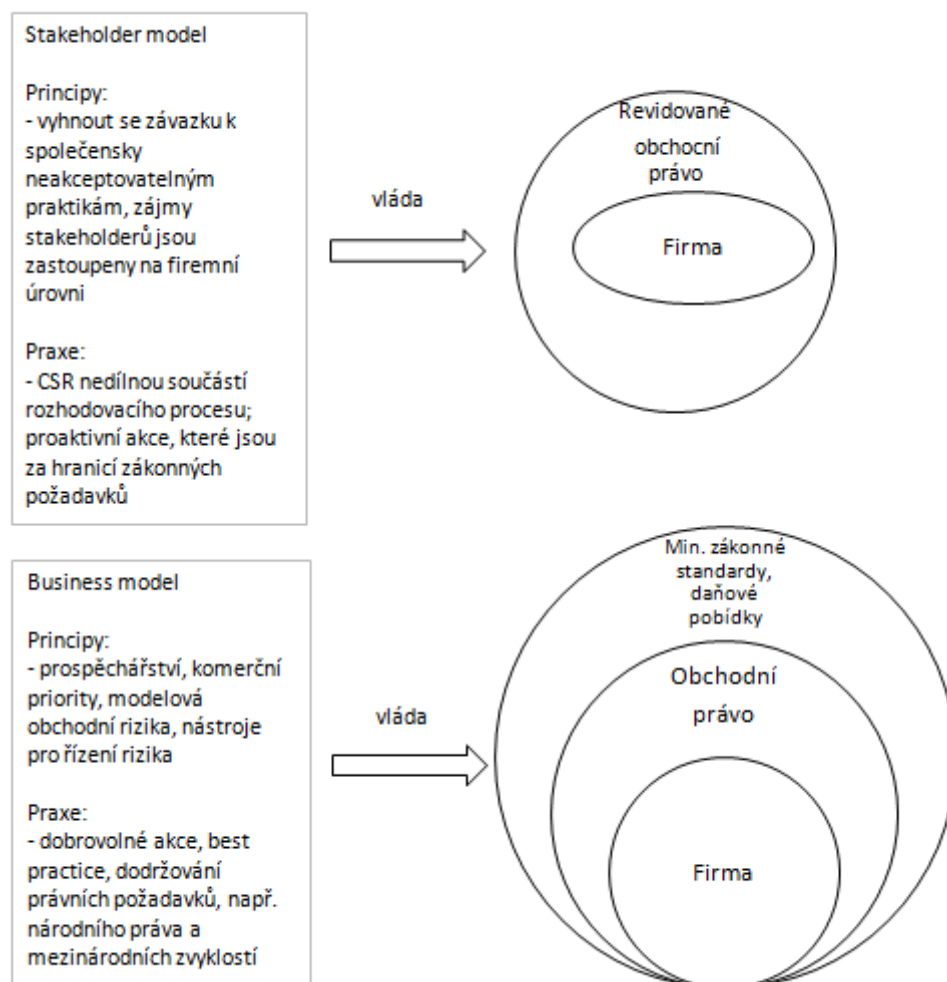 Stakeholder model
Principy:
- vyhnout se závazku k
společensky
neakceptovatelným
praktikám, zájmy
stakeholderů jsou
zastoupeny na firemní
úrovni
Praxe:
- CSR nedílnou součástí
rozhodovacího procesu;
proaktivní akce, které jsou
za hranicí zákonných
požadavků
vláda
Revidované
obchocní
právo
Firma
Business model
Principy:
- prospěchářství, komerční
priority, modelová
obchodní rizika, nástroje
pro řízení rizika
Praxe:
- dobrovolné akce, best
practice, dodržování
právních požadavků, např.
národního práva a
mezinárodních zvyklostí
vláda
Min. zákonné
standardy,
daňové
pobídky
Obchodní
právo
Firma